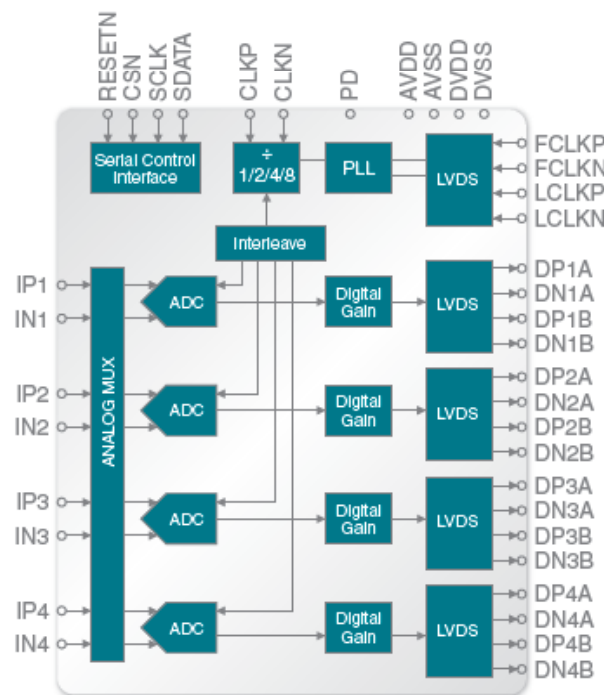 RESETN
CSN
SCLK
SDATA
CLKP
CLKN
PD
AVDD
AVSS
DVDD
DVSS
Serial Control
Interface
÷
1/2/4/8
PLL
LVDS
FCLKP
FCLKN
LCLKP
LCLKN
Interleave
IP1
IN1
ANALOG MUX
ADC
Digital
Gain
LVDS
DP1A
DN1A
DP1B
DN1B
IP2
IN2
ADC
Digital
Gain
LVDS
DP2A
DN2A
DP2B
DN2B
IP3
IN3
ADC
Digital
Gain
LVDS
DP3A
DN3A
DP3B
DN3B
IP4
IN4
ADC
Digital
Gain
LVDS
DP4A
DN4A
DP4B
DN4B